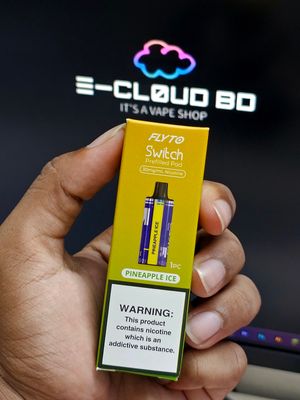 E-CLOUD BD
IT'S A VAPE SHOP
FLYTO
Switch
Prefilled Pod
PINEAPPLE ICE
1PC
PINEAPPLE ICE
WARNING:
This product
contains nicotine
which is an
addictive substance.